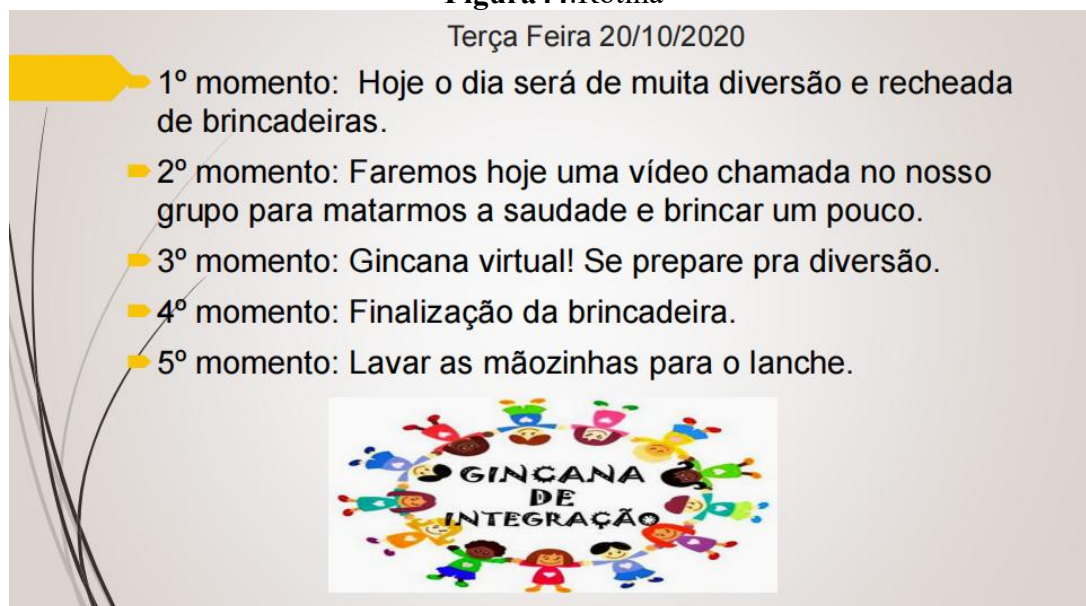 Terça Feira 20/10/2020
1º momento: Hoje o dia será de muita diversão e recheada
de brincadeiras.
2º momento: Faremos hoje uma vídeo chamada no nosso
grupo para matarmos a saudade e brincar um pouco.
3º momento: Gincana virtual! Se prepare pra diversão.
4º momento: Finalização da brincadeira.
5º momento: Lavar as mãozinhas para o lanche.
GINCANA
DE
INTEGRAÇÃO